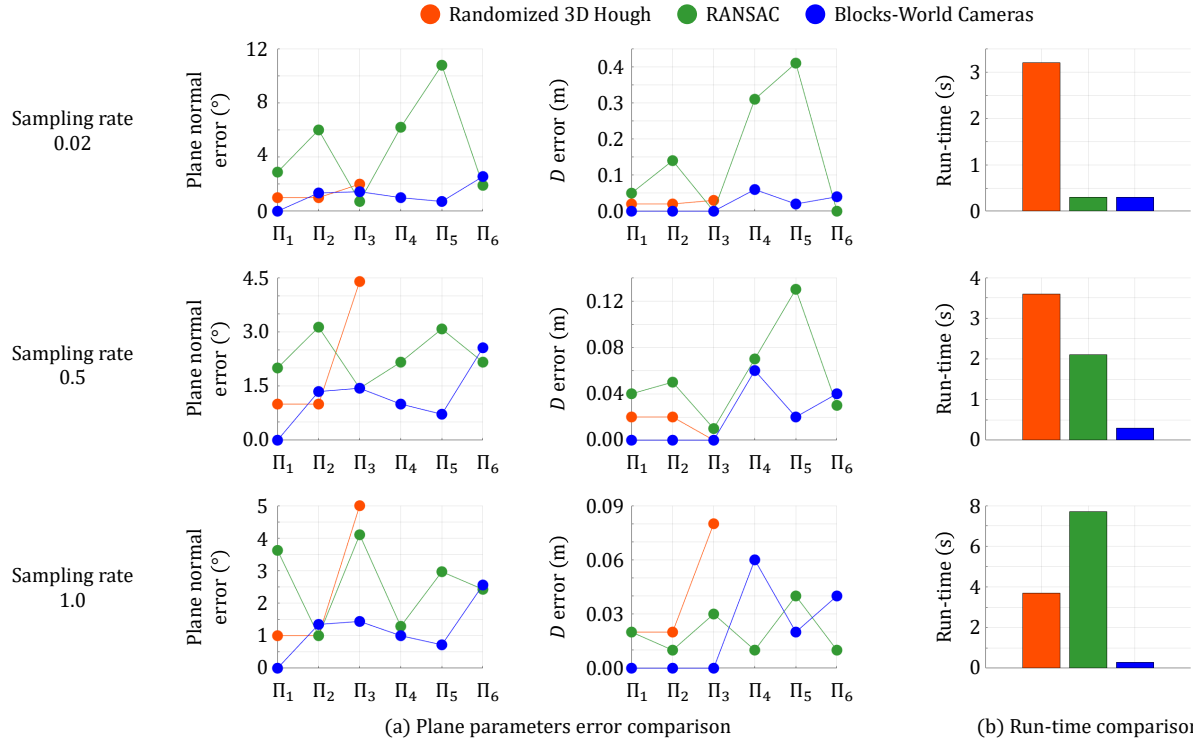 Randomized 3D Hough RANSAC Blocks-World Cameras
Sampling rate
0.02
Plane normal
error (°)
12
8
4
0
Π1 Π2 Π3 Π4 Π5 Π6
D error (m)
0.4
0.3
0.2
0.1
0.0
Π1 Π2 Π3 Π4 Π5 Π6
Run-time (s)
3
2
1
0
Sampling rate
0.5
Plane normal
error (°)
4.5
3.0
1.5
0.0
Π1 Π2 Π3 Π4 Π5 Π6
D error (m)
0.12
0.08
0.04
0.00
Π1 Π2 Π3 Π4 Π5 Π6
Run-time (s)
4
3
2
1
0
Sampling rate
1.0
Plane normal
error (°)
5
4
3
2
1
0
Π1 Π2 Π3 Π4 Π5 Π6
D error (m)
0.09
0.06
0.03
0.00
Π1 Π2 Π3 Π4 Π5 Π6
Run-time (s)
8
6
4
2
0
(a) Plane parameters error comparison
(b) Run-time comparison